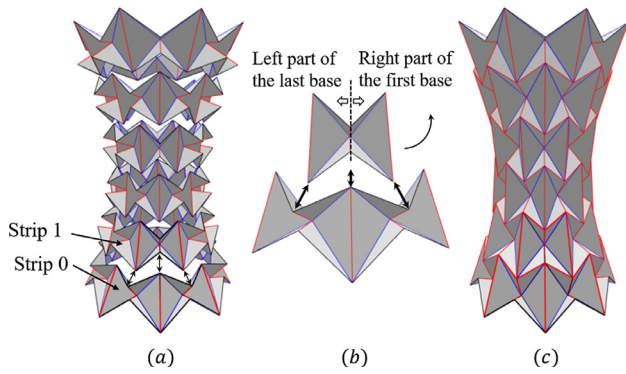 Left part of
the last base
Right part of
the first base
Strip 1
Strip 0
(a)
(b)
(c)